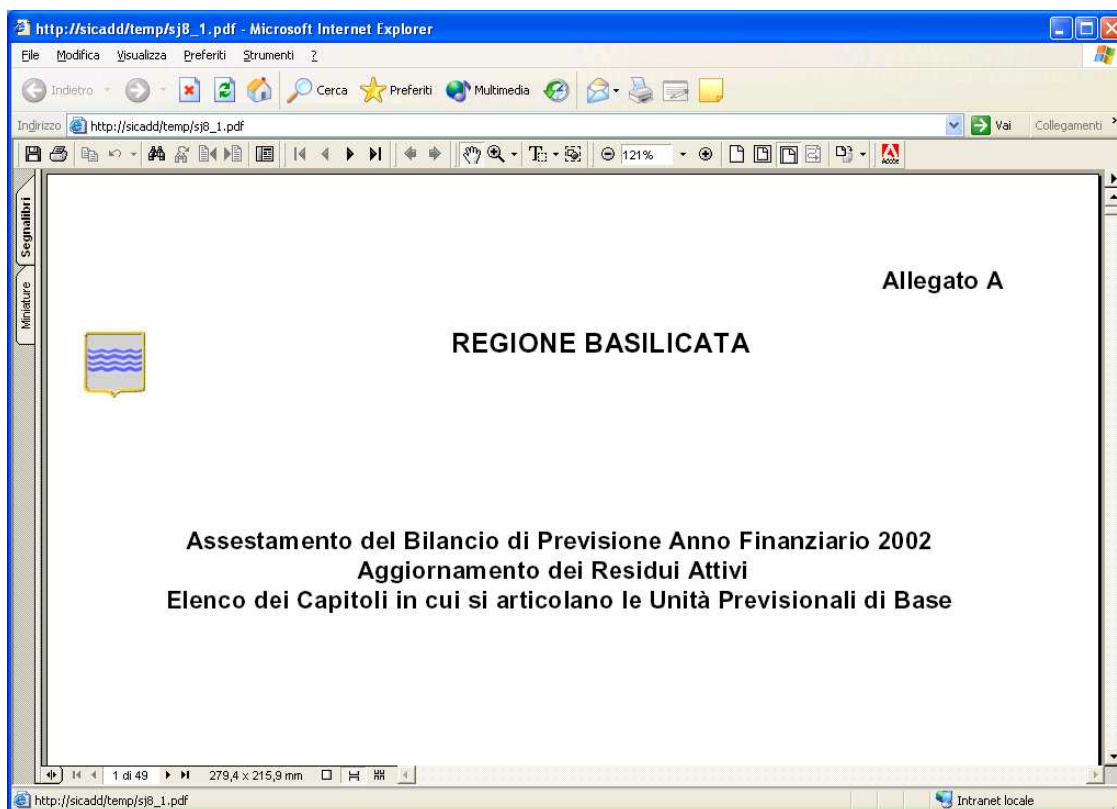 http://sicadd/temp/sj8_1.pdf - Microsoft Internet Explorer
File Modifica Visualizza Preferiti Strumenti ?
Indietro Cerca Preferiti Multimedia
Indirizzo http://sicadd/temp/sj8_1.pdf Vai Collegamenti »
121% Adobe
Segnalibri
Miniature
Allegato A
REGIONE BASILICATA
Assestamento del Bilancio di Previsione Anno Finanziario 2002
Aggiornamento dei Residui Attivi
Elenco dei Capitoli in cui si articolano le Unità Previsionali di Base
1 di 49 279,4 x 215,9 mm
http://sicadd/temp/sj8_1.pdf Intranet locale